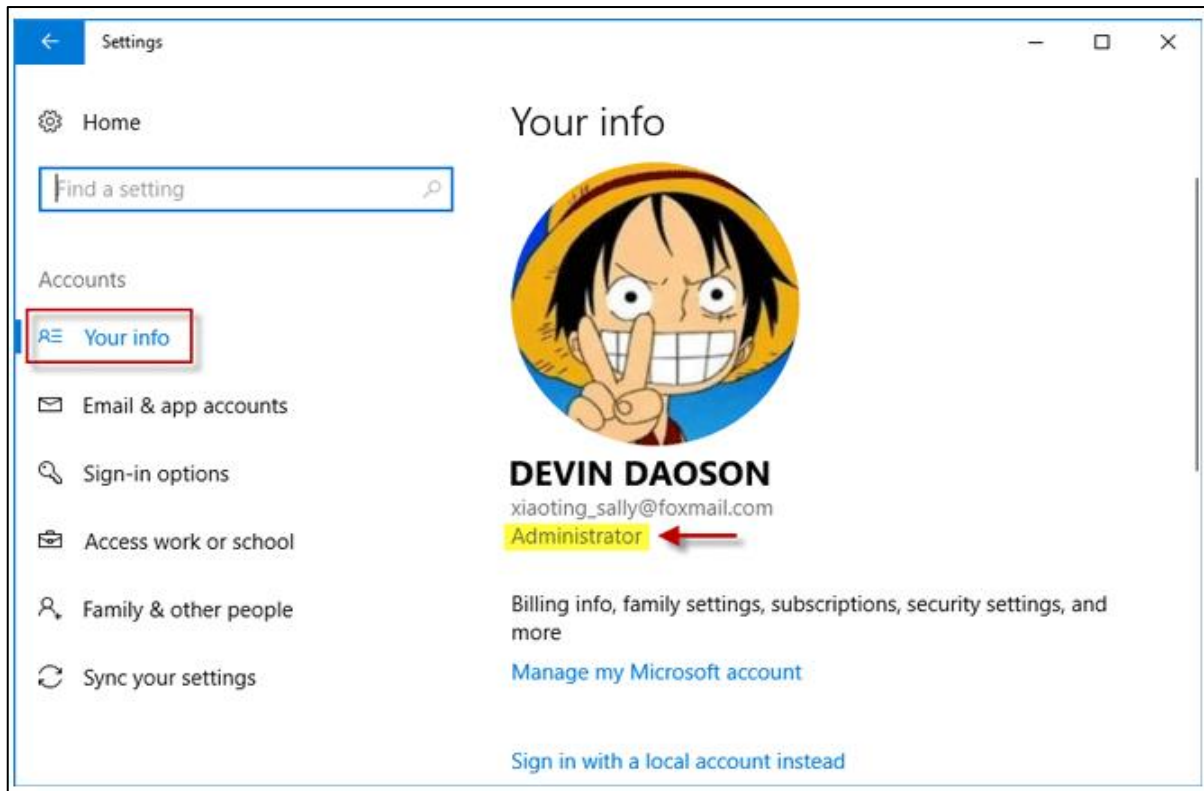 Settings
Home
Find a setting
Accounts
Your info
Email & app accounts
Sign-in options
Access work or school
Family & other people
Sync your settings
Your info
DEVIN DAOSON
xiaoting_sally@foxmail.com
Administrator
Billing info, family settings, subscriptions, security settings, and
more
Manage my Microsoft account
Sign in with a local account instead